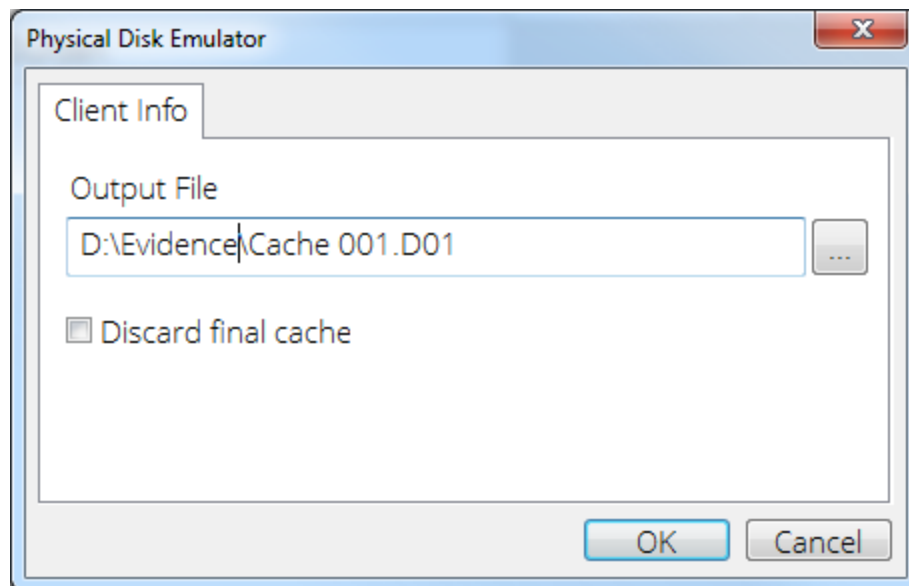 Physical Disk Emulator
Client Info
Output File
D:\Evidence\Cache 001.D01
...
Discard final cache
OK Cancel